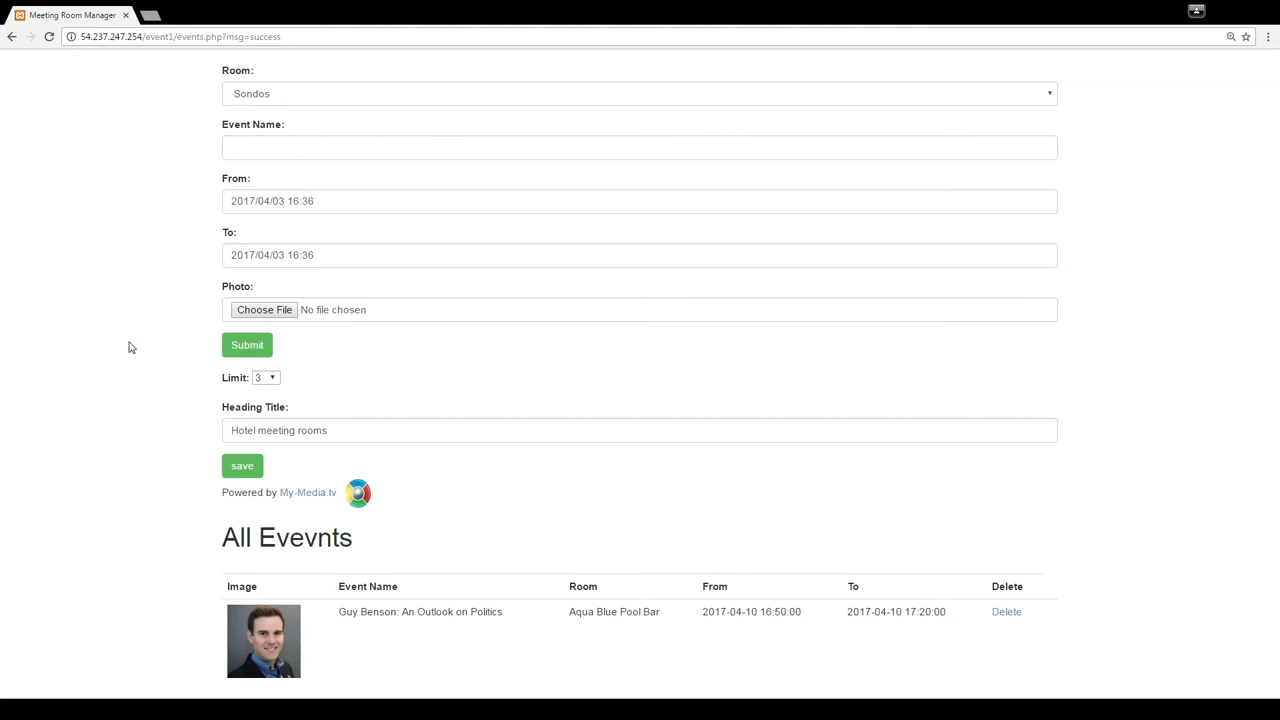 Meeting Room Manager
54.237.247.254/event1/events.php?msg=success
Room:
Sondos
Event Name:
From:
2017/04/03 16:36
To:
2017/04/03 16:36
Photo:
Choose File No file chosen
Submit
Limit: 3
Heading Title:
Hotel meeting rooms
save
Powered by My-Media.tv
All Evevnts
Image Event Name Room From To Delete
Guy Benson: An Outlook on Politics Aqua Blue Pool Bar 2017-04-10 16:50:00 2017-04-10 17:20:00 Delete